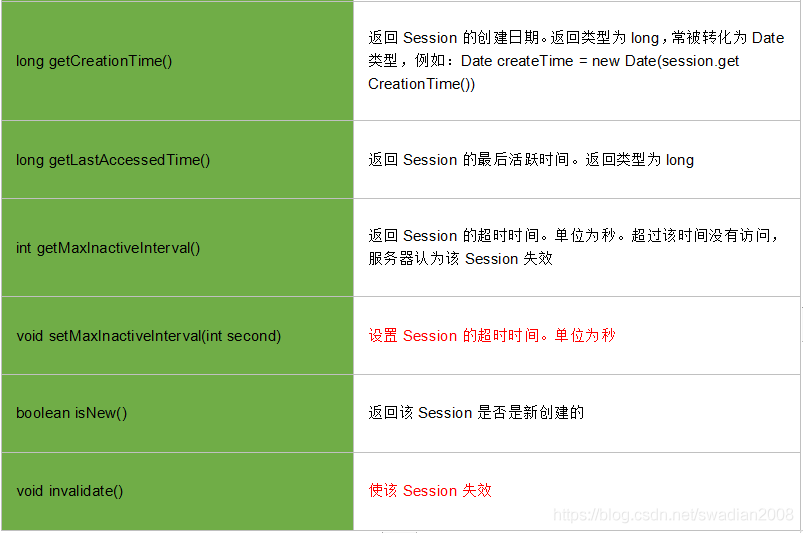 long getCreationTime()
返回 Session 的创建日期。返回类型为 long，常被转化为 Date
类型，例如：Date createTime = new Date(session.get
CreationTime())
long getLastAccessedTime()
返回 Session 的最后活跃时间。返回类型为 long
int getMaxInactiveInterval()
返回 Session 的超时时间。单位为秒。超过该时间没有访问，
服务器认为该 Session 失效
void setMaxInactiveInterval(int second)
设置 Session 的超时时间。单位为秒
boolean isNew()
返回该 Session 是否是新创建的
void invalidate()
使该 Session 失效
https://blog.csdn.net/swadian2008